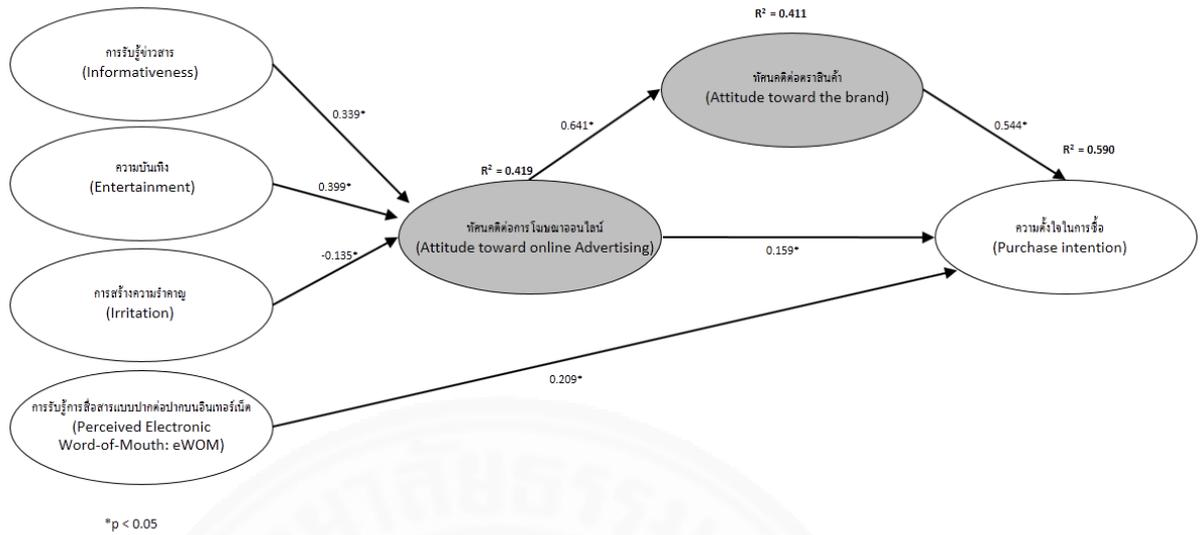 R² = 0.411
การรับรู้ข่าวสาร
(Informativeness)
ทัศนคติต่อตราสินค้า
(Attitude toward the brand)
0.339*
0.641*
0.544*
R² = 0.590
ความบันเทิง
(Entertainment)
0.399*
R² = 0.419
ทัศนคติต่อการโฆษณาออนไลน์
(Attitude toward online Advertising)
ความตั้งใจในการซื้อ
(Purchase intention)
0.159*
-0.135*
การสร้างความรำคาญ
(Irritation)
0.209*
การรับรู้การสื่อสารแบบปากต่อปากบนอินเทอร์เน็ต
(Perceived Electronic
Word-of-Mouth: eWOM)
*p < 0.05